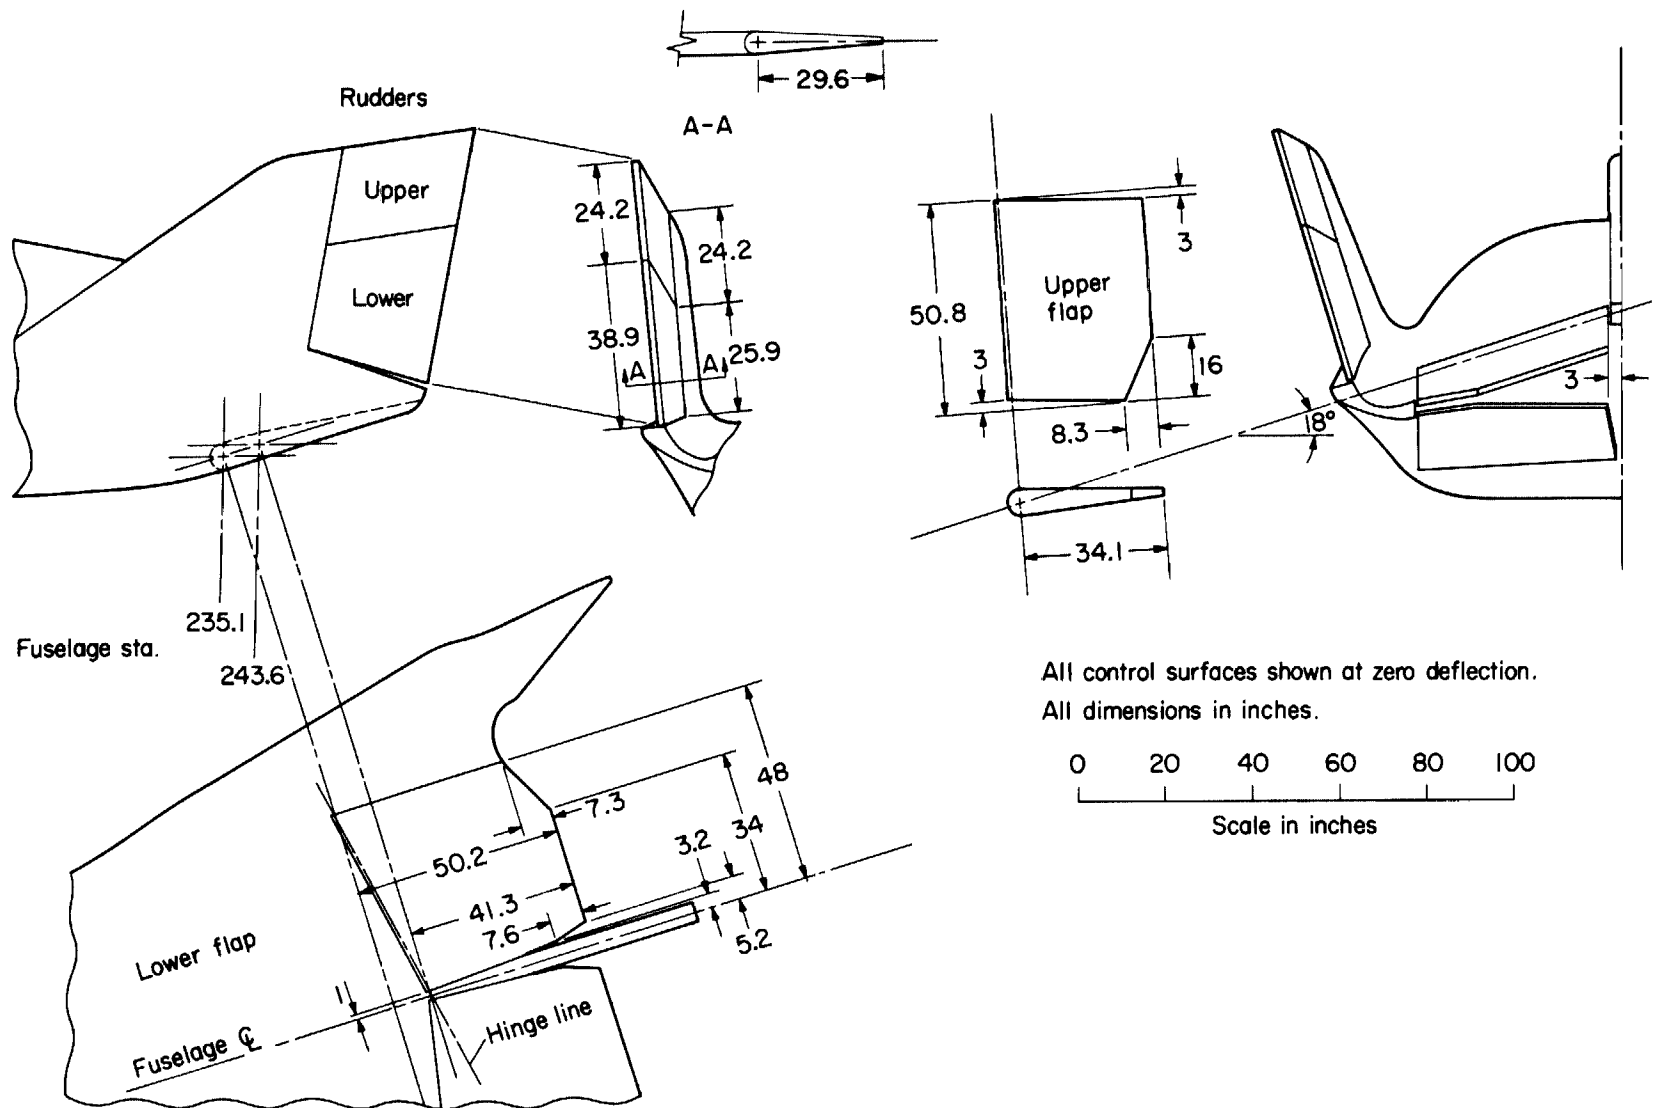 29.6
Rudders
A-A
Upper
24.2
24.2
3
Lower
Upper
flap
50.8
38.9
A
A
25.9
3
16
3
8.3
18°
34.1
235.1
Fuselage sta.
243.6
All control surfaces shown at zero deflection.
All dimensions in inches.
0 20 40 60 80 100
Scale in inches
48
7.3
34
3.2
50.2
41.3
7.6
5.2
Lower flap
1
Hinge line
Fuselage ℄